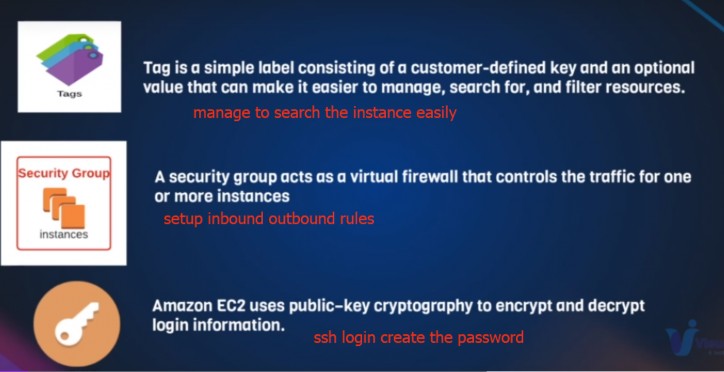 Tags
Tag is a simple label consisting of a customer-defined key and an optional
value that can make it easier to manage, search for, and filter resources.
manage to search the instance easily
Security Group
instances
A security group acts as a virtual firewall that controls the traffic for one
or more instances
setup inbound outbound rules
Amazon EC2 uses public-key cryptography to encrypt and decrypt
login information.
ssh login create the password